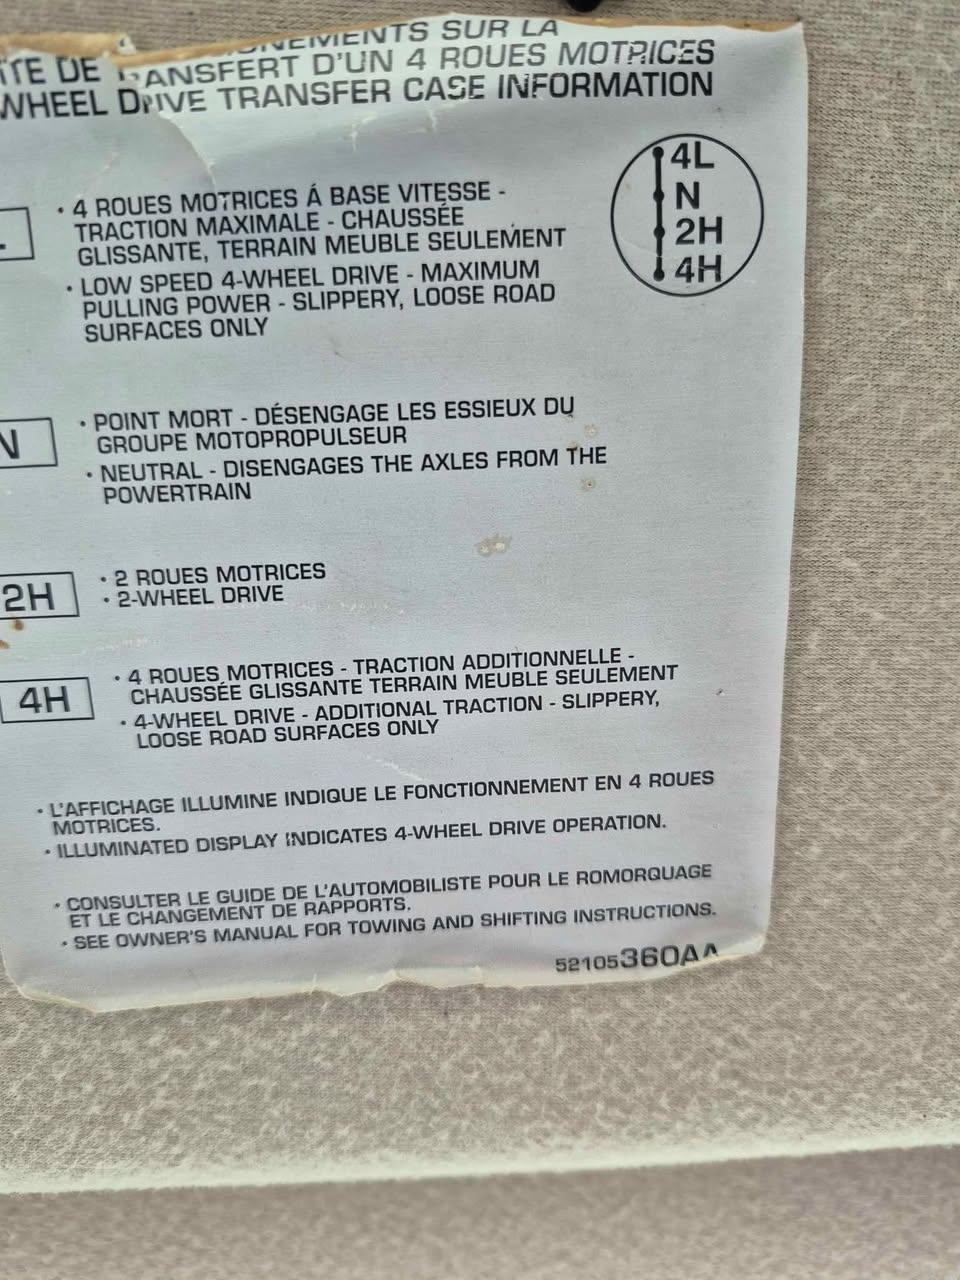 SUR LA
DE TRANSFERT D'UN 4 ROUES MOTRICES
WHEEL DRIVE TRANSFER CASE INFORMATION
4L
N
2H
4H
• 4 ROUES MOTRICES Á BASE VITESSE -
TRACTION MAXIMALE - CHAUSSÉE
GLISSANTE, TERRAIN MEUBLE SEULEMENT
• LOW SPEED 4-WHEEL DRIVE - MAXIMUM
PULLING POWER - SLIPPERY, LOOSE ROAD
SURFACES ONLY
N
• POINT MORT - DÉSENGAGE LES ESSIEUX DU
GROUPE MOTOPROPULSEUR
• NEUTRAL - DISENGAGES THE AXLES FROM THE
POWERTRAIN
2H
• 2 ROUES MOTRICES
• 2-WHEEL DRIVE
4H
• 4 ROUES MOTRICES - TRACTION ADDITIONNELLE -
CHAUSSÉE GLISSANTE TERRAIN MEUBLE SEULEMENT
• 4-WHEEL DRIVE - ADDITIONAL TRACTION - SLIPPERY,
LOOSE ROAD SURFACES ONLY
• L'AFFICHAGE ILLUMINE INDIQUE LE FONCTIONNEMENT EN 4 ROUES
MOTRICES.
• ILLUMINATED DISPLAY INDICATES 4-WHEEL DRIVE OPERATION.
• CONSULTER LE GUIDE DE L'AUTOMOBILISTE POUR LE ROMORQUAGE
ET LE CHANGEMENT DE RAPPORTS.
• SEE OWNER'S MANUAL FOR TOWING AND SHIFTING INSTRUCTIONS.
52105360AA